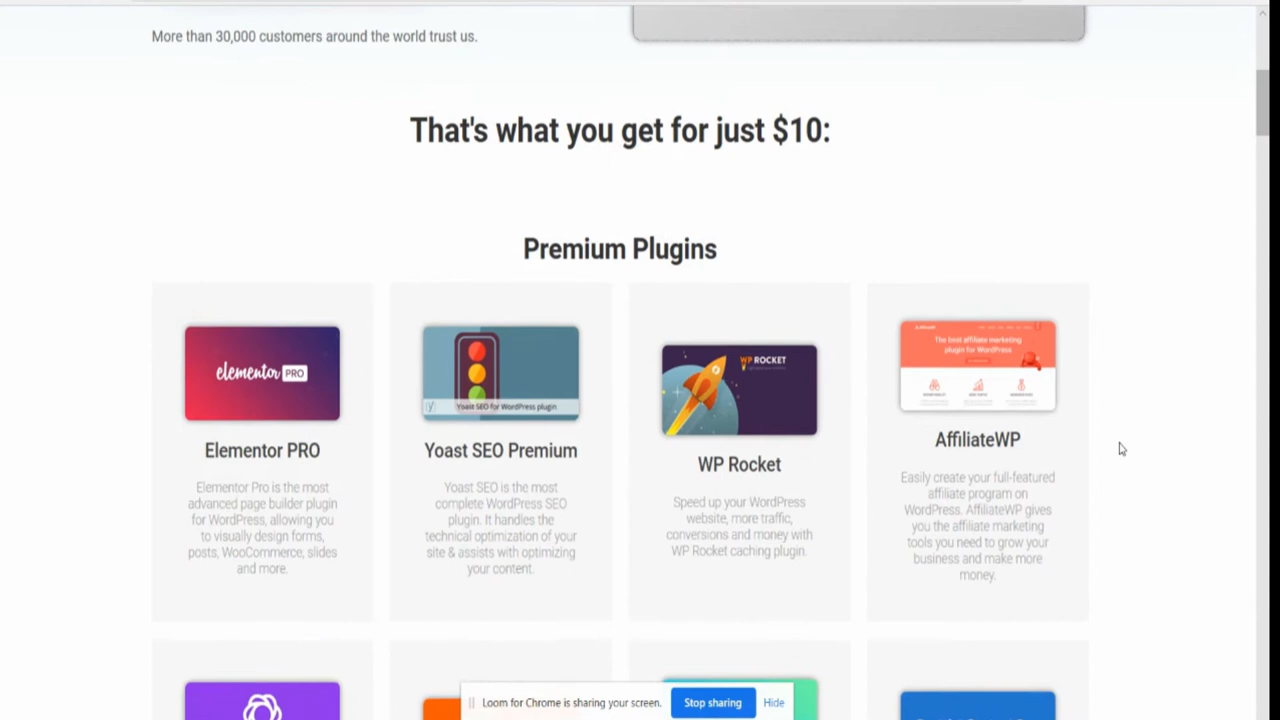 More than 30,000 customers around the world trust us.
That's what you get for just $10:
Premium Plugins
elementor PRO
Yoast SEO for WordPress plugin
WP ROCKET
The best affiliate marketing
plugin for WordPress
Elementor PRO
Elementor Pro is the most
advanced page builder plugin
for WordPress, allowing you
to visually design forms,
posts, WooCommerce, slides
and more.
Yoast SEO Premium
Yoast SEO is the most
complete WordPress SEO
plugin. It handles the
technical optimization of your
site & assists with optimizing
your content.
WP Rocket
Speed up your WordPress
website, more traffic,
conversions and money with
WP Rocket caching plugin.
AffiliateWP
Easily create your full-featured
affiliate program on
WordPress. AffiliateWP gives
you the affiliate marketing
tools you need to grow your
business and make more
money.
Loom for Chrome is sharing your screen.
Stop sharing
Hide